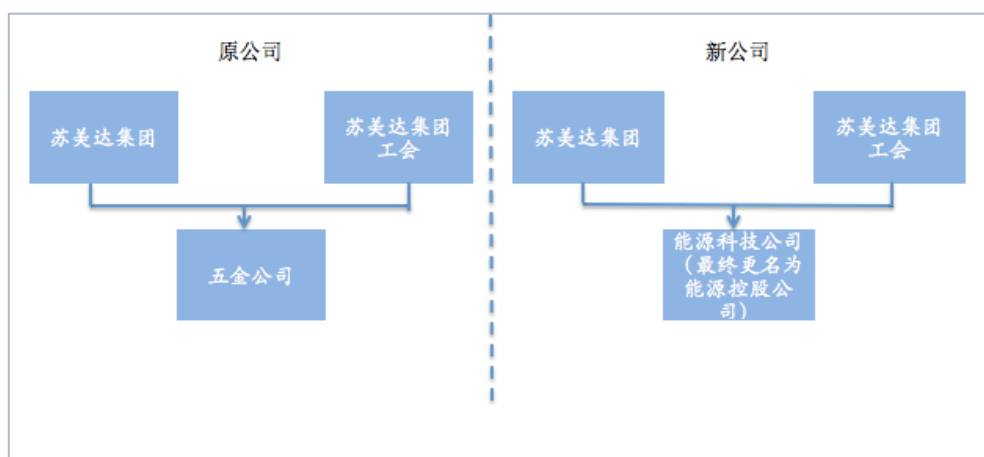 原公司
新公司
苏美达集团
苏美达集团
工会
苏美达集团
苏美达集团
工会
五金公司
能源科技公司
（最终更名为
能源控股公
司）